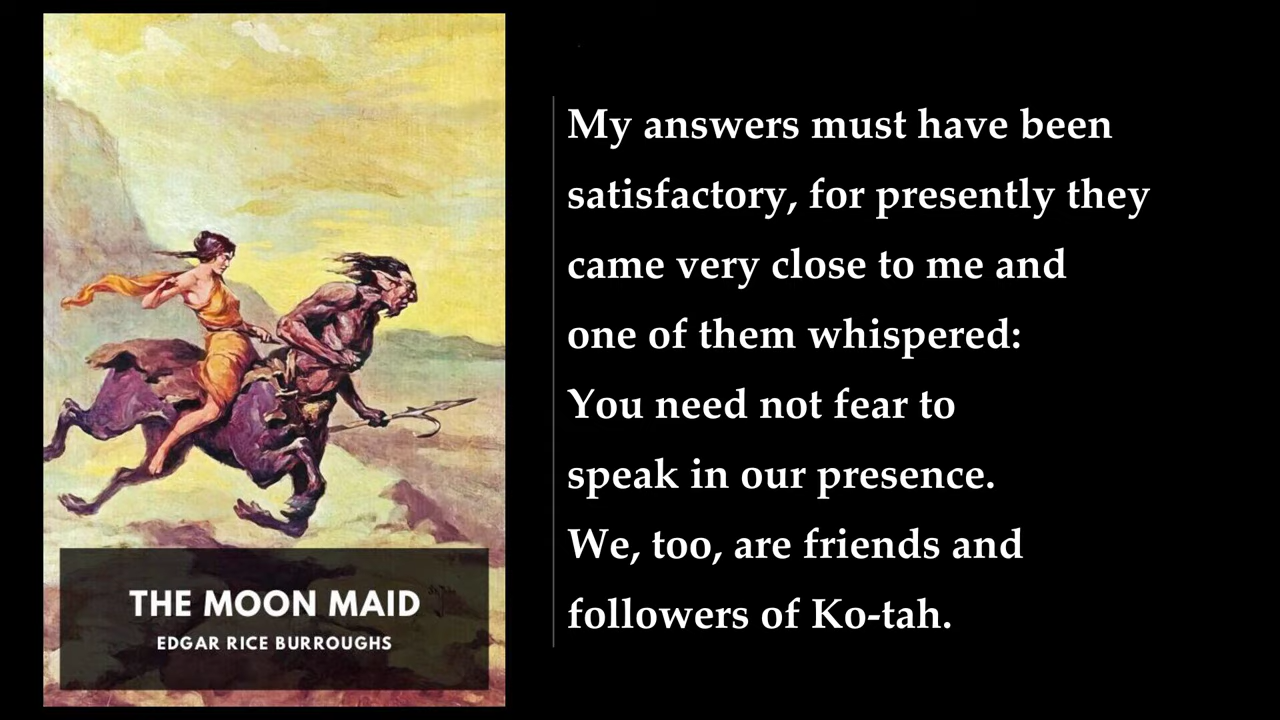 THE MOON MAID
EDGAR RICE BURROUGHS
My answers must have been
satisfactory, for presently they
came very close to me and
one of them whispered:
You need not fear to
speak in our presence.
We, too, are friends and
followers of Ko-tah.